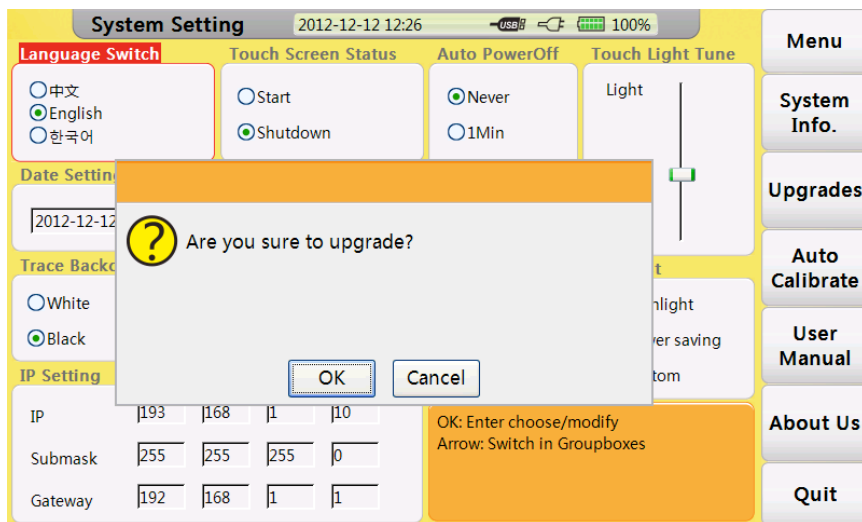 System Setting
2012-12-12 12:26
USB
100%
Language Switch
Touch Screen Status
Auto PowerOff
Touch Light Tune
中文
English
한국어
Start
Shutdown
Never
1Min
Light
Date Settin
2012-12-12
Are you sure to upgrade?
OK
Cancel
Trace Backg
White
Black
t
nlight
er saving
tom
IP Setting
IP
193 168 1 10
Submask
255 255 255 0
Gateway
192 168 1 1
OK: Enter choose/modify
Arrow: Switch in Groupboxes
Menu
System
Info.
Upgrades
Auto
Calibrate
User
Manual
About Us
Quit